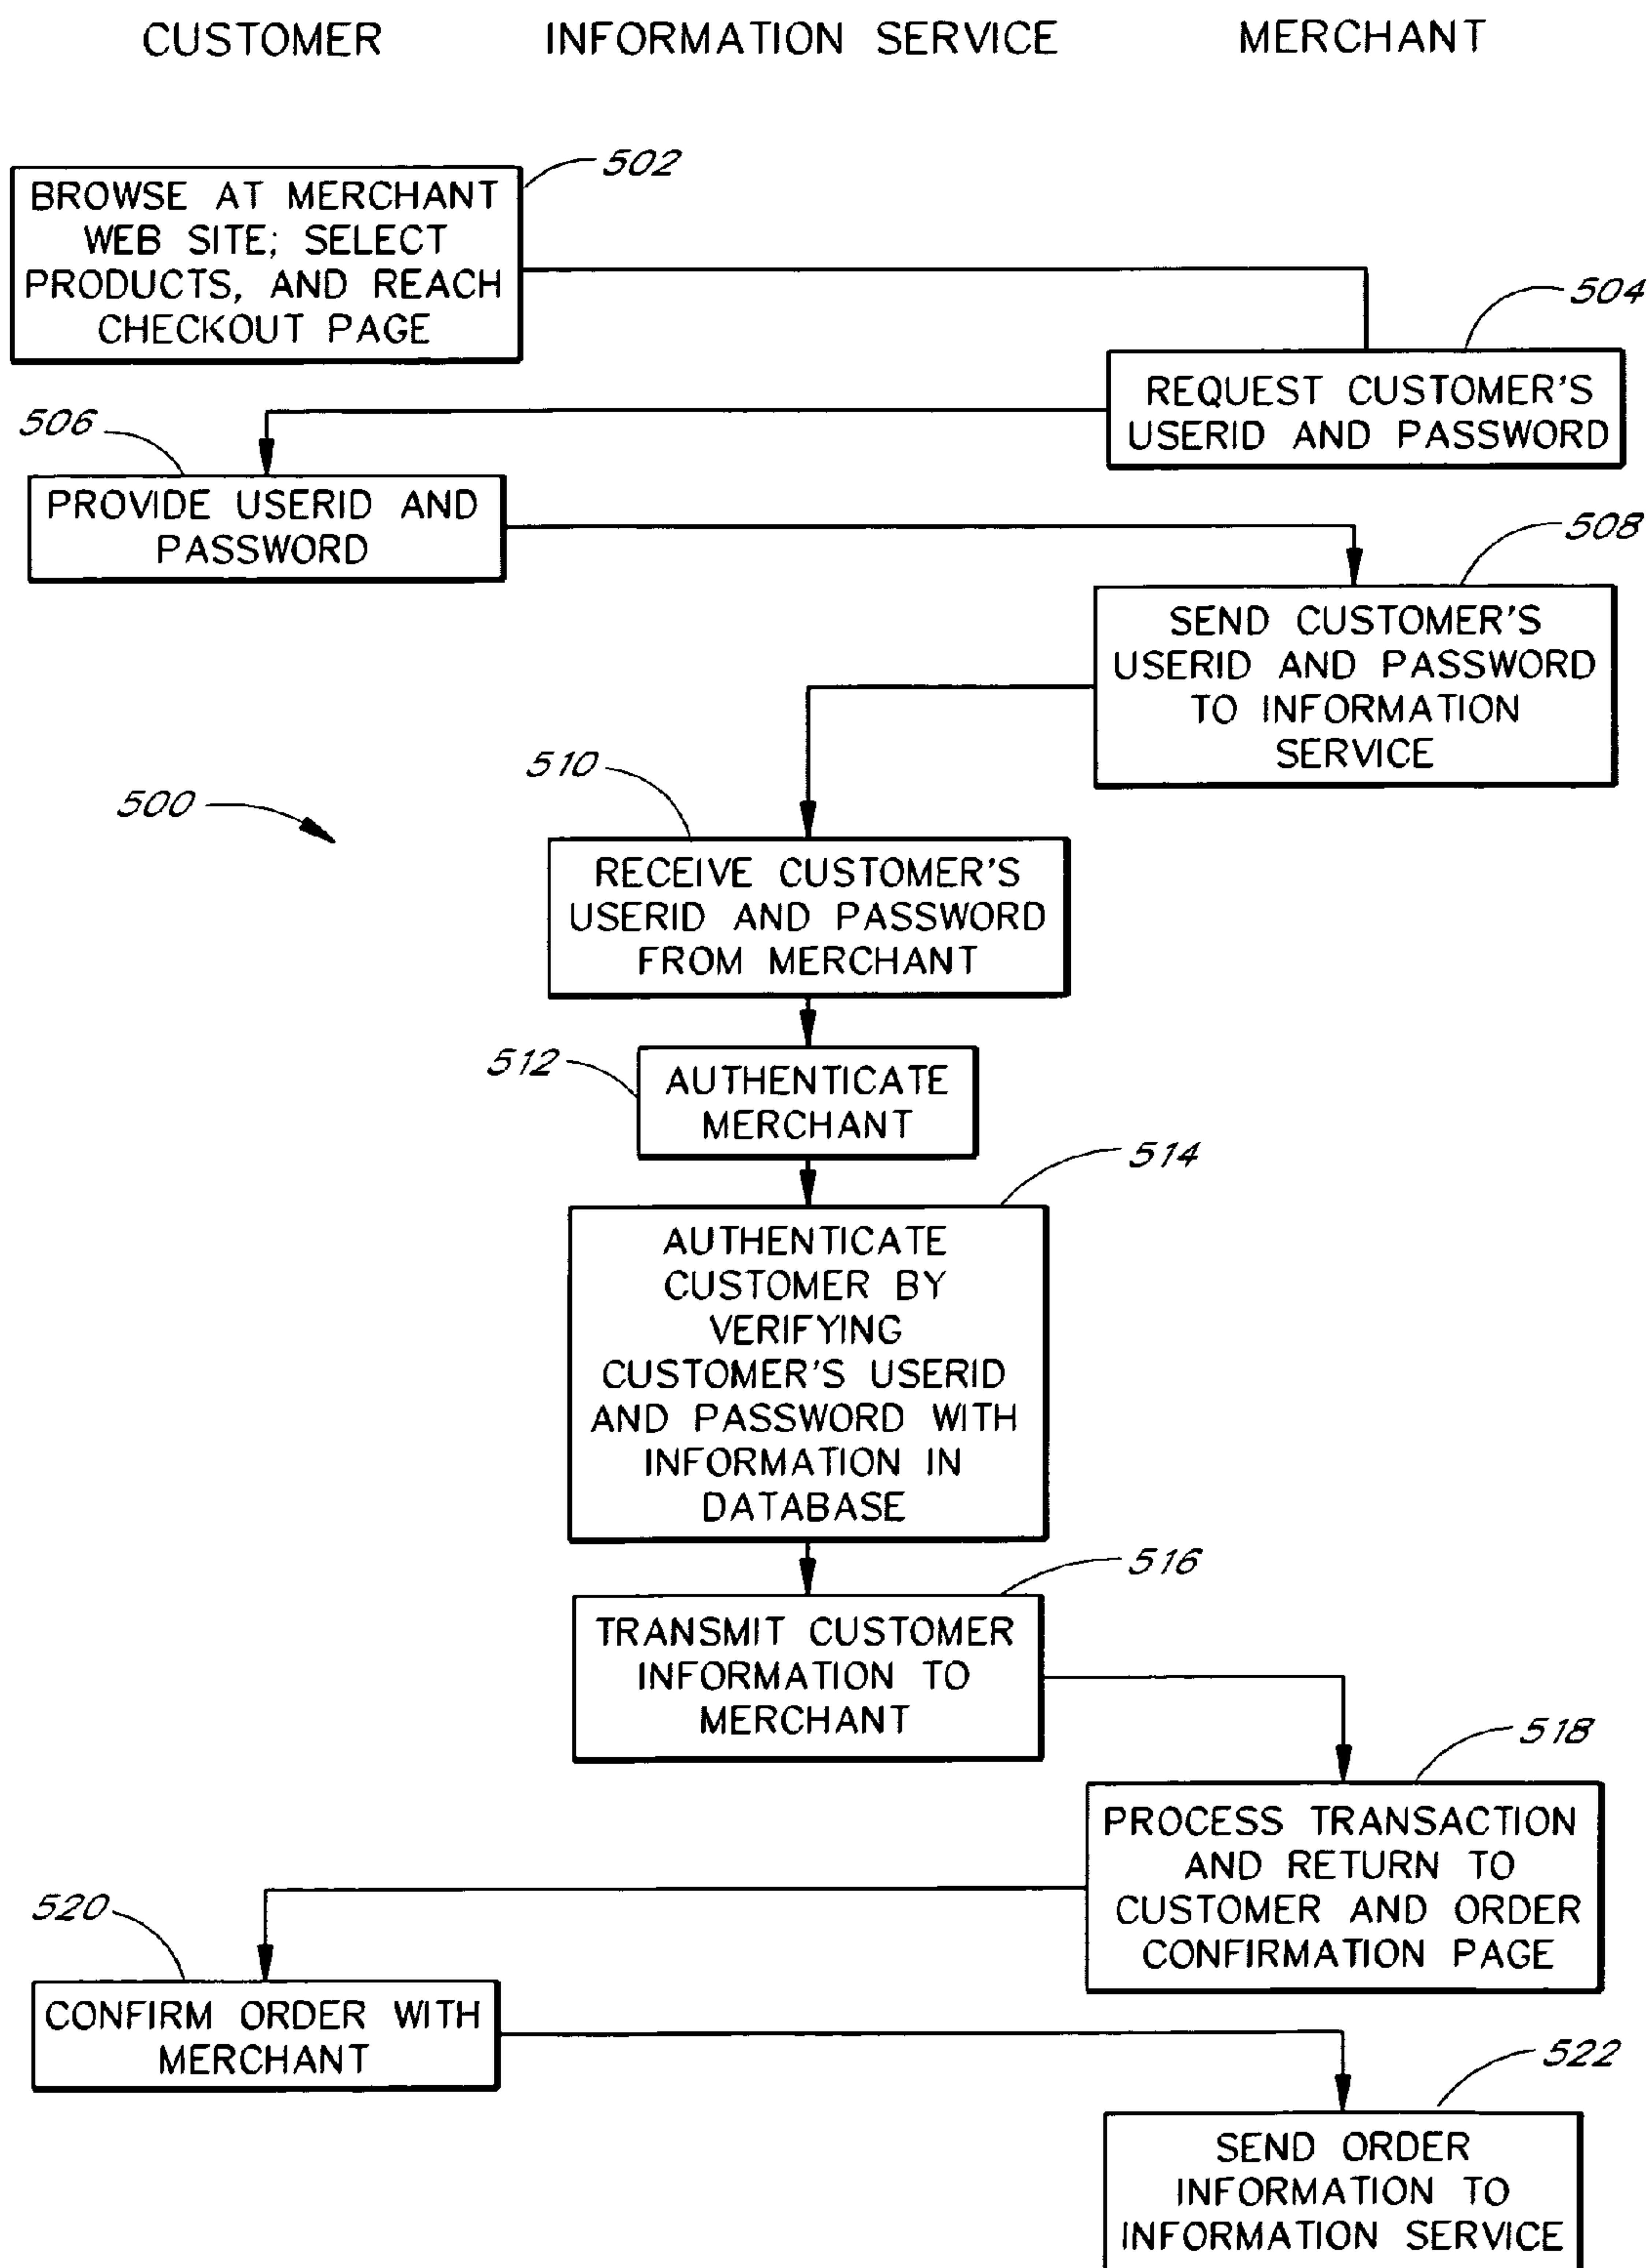 CUSTOMER INFORMATION SERVICE MERCHANT
502
BROWSE AT MERCHANT
WEB SITE; SELECT
PRODUCTS, AND REACH
CHECKOUT PAGE
504
REQUEST CUSTOMER'S
USERID AND PASSWORD
506
PROVIDE USERID AND
PASSWORD
508
SEND CUSTOMER'S
USERID AND PASSWORD
TO INFORMATION
SERVICE
510
500
RECEIVE CUSTOMER'S
USERID AND PASSWORD
FROM MERCHANT
512
AUTHENTICATE
MERCHANT
514
AUTHENTICATE
CUSTOMER BY
VERIFYING
CUSTOMER'S USERID
AND PASSWORD WITH
INFORMATION IN
DATABASE
516
TRANSMIT CUSTOMER
INFORMATION TO
MERCHANT
518
PROCESS TRANSACTION
AND RETURN TO
CUSTOMER AND ORDER
CONFIRMATION PAGE
520
CONFIRM ORDER WITH
MERCHANT
522
SEND ORDER
INFORMATION TO
INFORMATION SERVICE